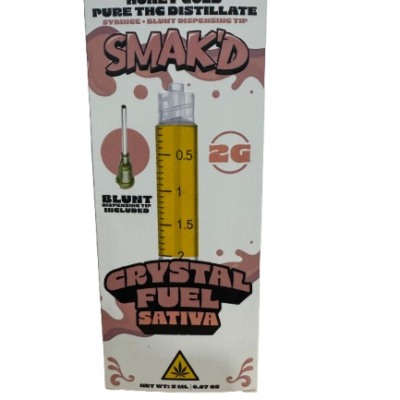 HONEY GOLD
PURE THC DISTILLATE
SYRINGE • BLUNT DISPENSING TIP
SMAK'D
2G
0.5
1
1.5
2
BLUNT
DISPENSING TIP
INCLUDED
CRYSTAL
FUEL
SATIVA
NET WT: 2 ML | 0.07 OZ